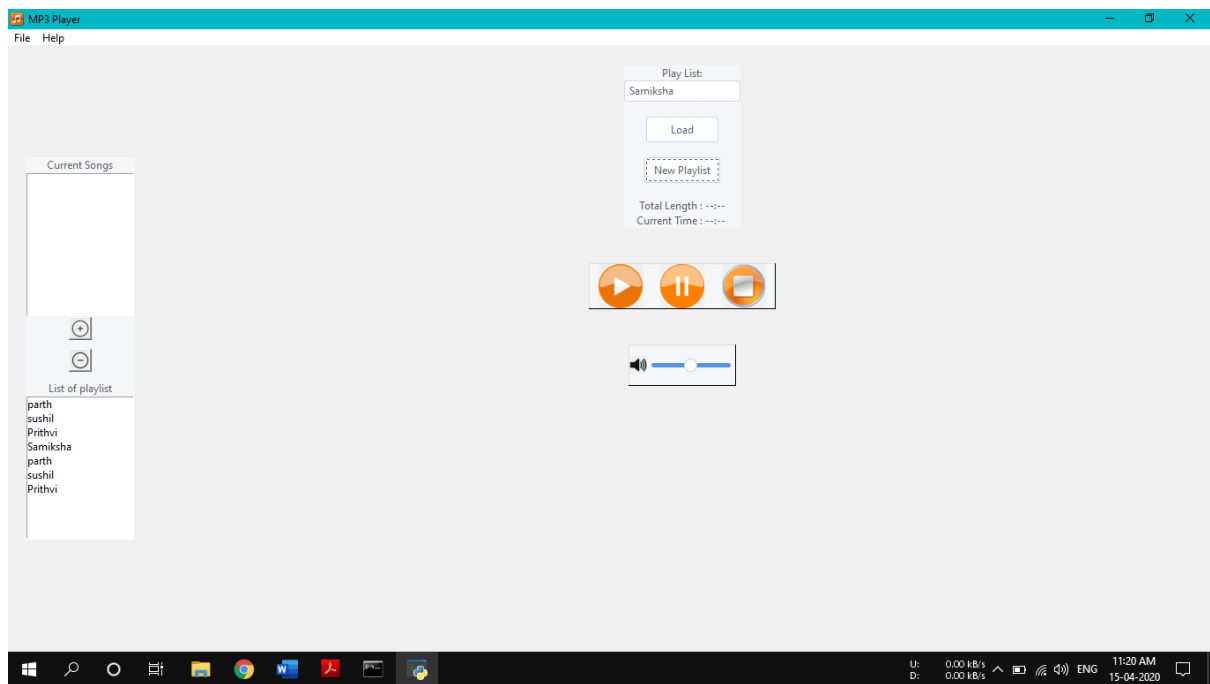 MP3 Player
File Help
Play List:
Samiksha
Load
New Playlist
Total Length : --:--
Current Time : --:--
Current Songs
List of playlist
parth
sushil
Prithvi
Samiksha
parth
sushil
Prithvi
U: 0.00 kB/s
D: 0.00 kB/s
ENG
11:20 AM
15-04-2020